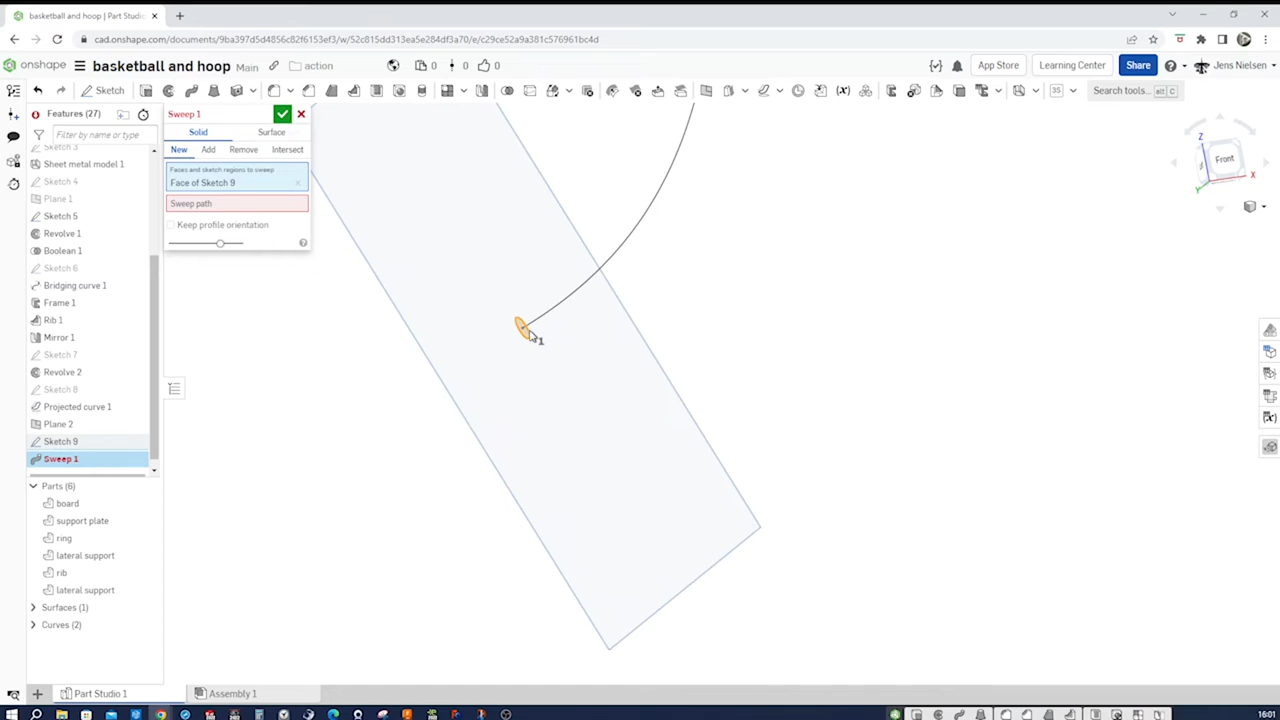 basketball and hoop | Part Studi
cad.onshape.com/documents/9ba397d5d4856c82f6153ef3/w/52c815dd313ea5e284df3a70/e/c29ce52a9a381c576961bc4d
onshape
basketball and hoop
Main
action
0
0
0
App Store
Learning Center
Share
Jens Nielsen
Sketch
Search tools...
alt
C
Features (27)
Filter by name or type
Sketch 3
Sheet metal model 1
Sketch 4
Plane 1
Sketch 5
Revolve 1
Boolean 1
Sketch 6
Bridging curve 1
Frame 1
Rib 1
Mirror 1
Sketch 7
Revolve 2
Sketch 8
Projected curve 1
Plane 2
Sketch 9
Sweep 1
Parts (6)
board
support plate
ring
lateral support
rib
lateral support
Surfaces (1)
Curves (2)
Sweep 1
Solid
Surface
New
Add
Remove
Intersect
Faces and sketch regions to sweep
Face of Sketch 9
Sweep path
Keep profile orientation
1
Z
Front
X
Y
Part Studio 1
Assembly 1
16:01